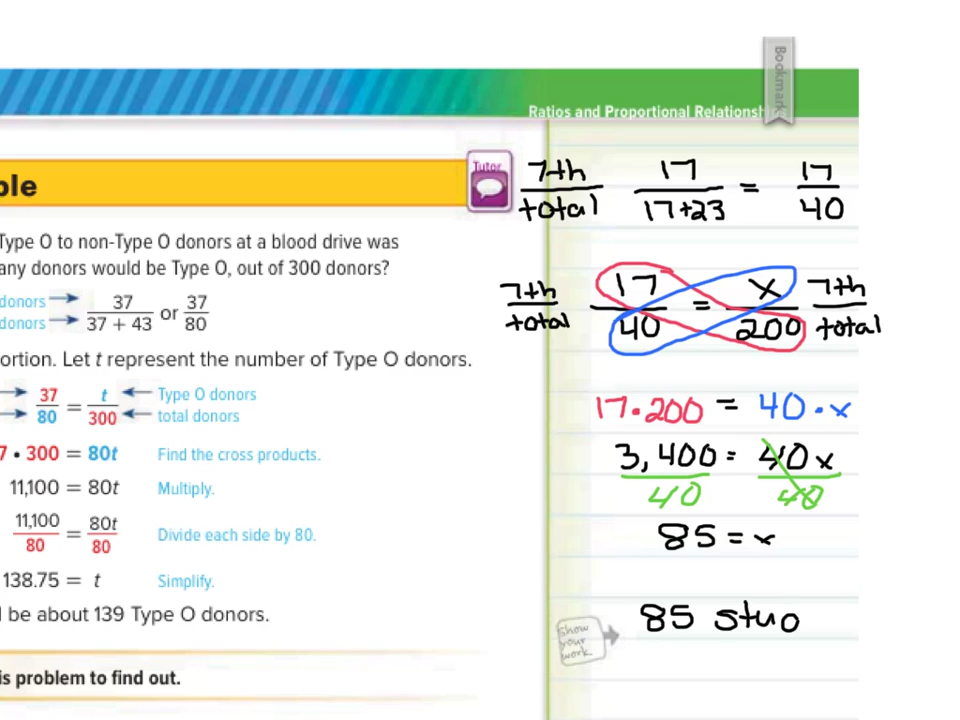 Bookmark
Ratios and Proportional Relationsh
ple
Tutor
Type O to non-Type O donors at a blood drive was
any donors would be Type O, out of 300 donors?
donors → 37 / 37 + 43 or 37 / 80
donors →
ortion. Let t represent the number of Type O donors.
→ 37 / 80 = t / 300 ← Type O donors
→ ← total donors
7 • 300 = 80t Find the cross products.
11,100 = 80t Multiply.
11,100 / 80 = 80t / 80 Divide each side by 80.
138.75 = t Simplify.
l be about 139 Type O donors.
is problem to find out.
7th / total 17 / 17+23 = 17 / 40
7th / total 17 / 40 = x / 200 7th / total
17 · 200 = 40 · x
3,400 = 40x
40 40
85 = x
85 stuo
show
your
work